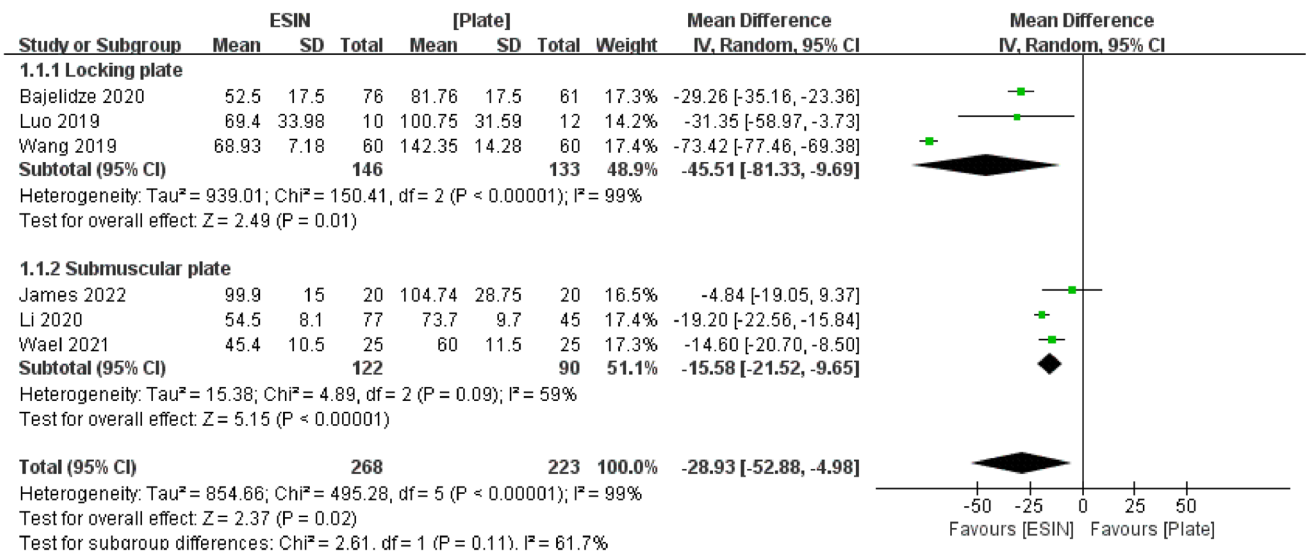 ESIN [Plate] Mean Difference Mean Difference
Study or Subgroup Mean SD Total Mean SD Total Weight IV, Random, 95% CI IV, Random, 95% CI
1.1.1 Locking plate
Bajelidze 2020 52.5 17.5 76 81.76 17.5 61 17.3% -29.26 [-35.16, -23.36]
Luo 2019 69.4 33.98 10 100.75 31.59 12 14.2% -31.35 [-58.97, -3.73]
Wang 2019 68.93 7.18 60 142.35 14.28 60 17.4% -73.42 [-77.46, -69.38]
Subtotal (95% CI) 146 133 48.9% -45.51 [-81.33, -9.69]
Heterogeneity: Tau² = 939.01; Chi² = 150.41, df = 2 (P < 0.00001); I² = 99%
Test for overall effect: Z = 2.49 (P = 0.01)
1.1.2 Submuscular plate
James 2022 99.9 15 20 104.74 28.75 20 16.5% -4.84 [-19.05, 9.37]
Li 2020 54.5 8.1 77 73.7 9.7 45 17.4% -19.20 [-22.56, -15.84]
Wael 2021 45.4 10.5 25 60 11.5 25 17.3% -14.60 [-20.70, -8.50]
Subtotal (95% CI) 122 90 51.1% -15.58 [-21.52, -9.65]
Heterogeneity: Tau² = 15.38; Chi² = 4.89, df = 2 (P = 0.09); I² = 59%
Test for overall effect: Z = 5.15 (P < 0.00001)
Total (95% CI) 268 223 100.0% -28.93 [-52.88, -4.98]
Heterogeneity: Tau² = 854.66; Chi² = 495.28, df = 5 (P < 0.00001); I² = 99%
Test for overall effect: Z = 2.37 (P = 0.02)
Test for subgroup differences: Chi² = 2.61, df = 1 (P = 0.11), I² = 61.7%
-50 -25 0 25 50
Favours [ESIN] Favours [Plate]